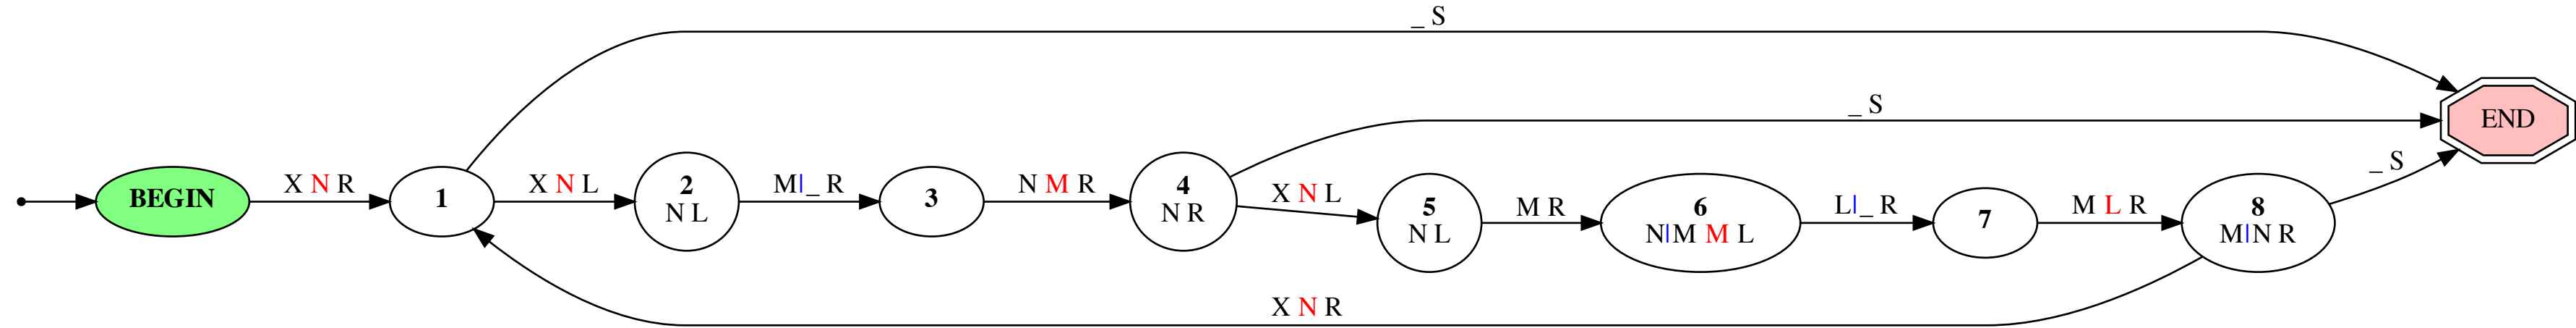 _ S
_ S
_ S
BEGIN
X N R
1
X N L
2
N L
M|_ R
3
N M R
4
N R
X N L
5
N L
M R
6
N|M M L
L|_ R
7
M L R
8
M|N R
END
X N R